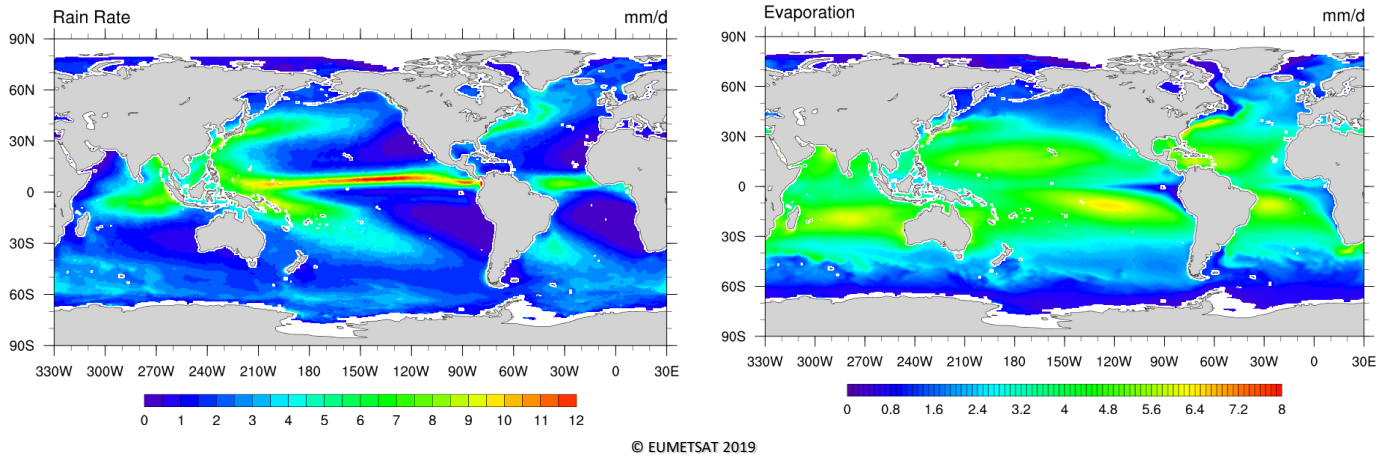 Rain Rate mm/d
90N
60N
30N
0
30S
60S
90S
330W 300W 270W 240W 210W 180 150W 120W 90W 60W 30W 0 30E
0 1 2 3 4 5 6 7 8 9 10 11 12
Evaporation mm/d
90N
60N
30N
0
30S
60S
90S
330W 300W 270W 240W 210W 180 150W 120W 90W 60W 30W 0 30E
0 0.8 1.6 2.4 3.2 4 4.8 5.6 6.4 7.2 8
© EUMETSAT 2019